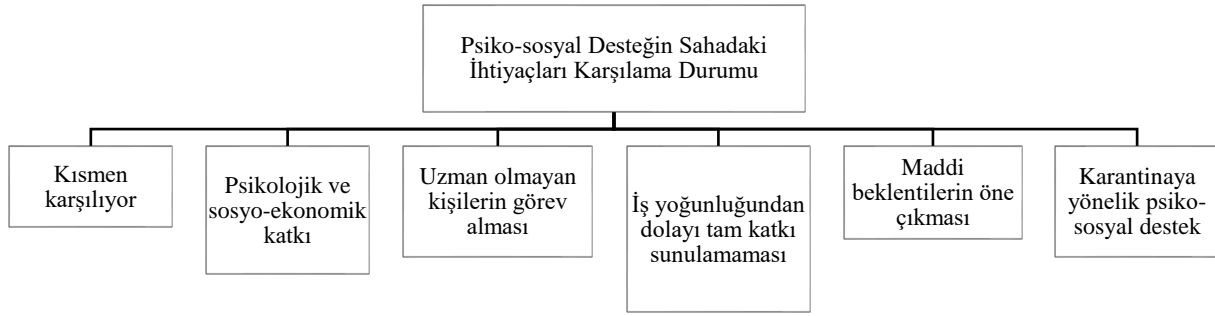 Psiko-sosyal Desteğin Sahadaki
İhtiyaçları Karşılama Durumu
Kısmen
karşılıyor
Psikolojik ve
sosyo-ekonomik
katkı
Uzman olmayan
kişilerin görev
alması
İş yoğunluğundan
dolayı tam katkı
sunulamaması
Maddi
beklentilerin öne
çıkması
Karantinaya
yönelik psiko-
sosyal destek